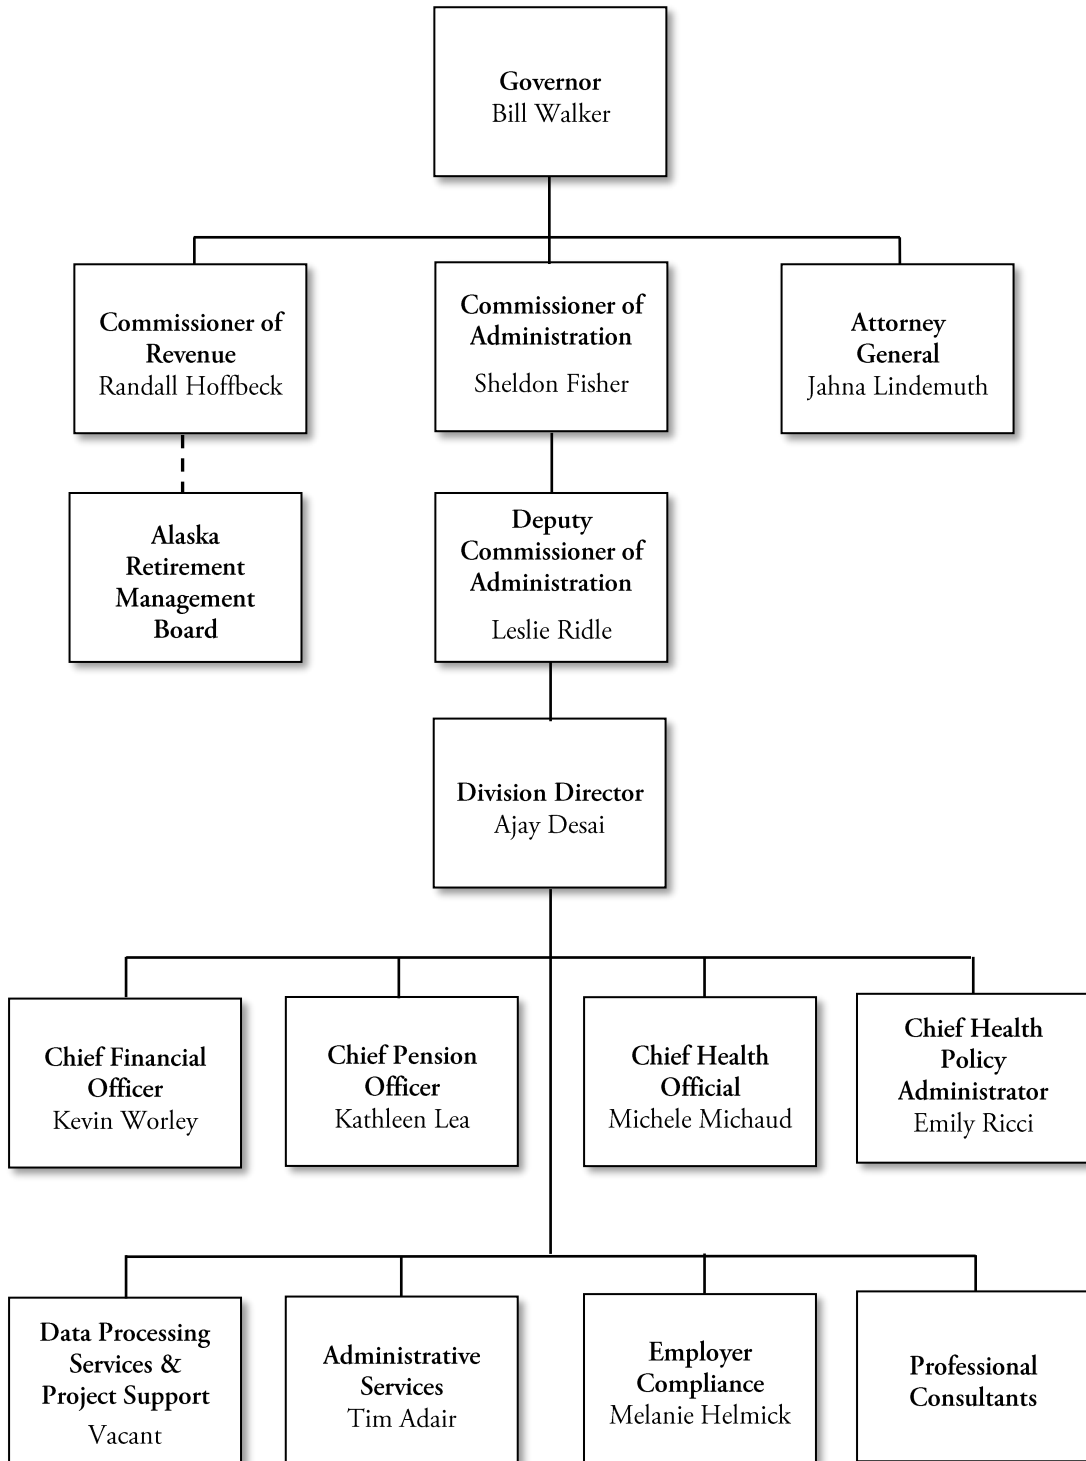 Governor
Bill Walker
Commissioner of
Revenue
Randall Hoffbeck
Commissioner of
Administration
Sheldon Fisher
Attorney
General
Jahna Lindemuth
Alaska
Retirement
Management
Board
Deputy
Commissioner of
Administration
Leslie Ridle
Division Director
Ajay Desai
Chief Financial
Officer
Kevin Worley
Chief Pension
Officer
Kathleen Lea
Chief Health
Official
Michele Michaud
Chief Health
Policy
Administrator
Emily Ricci
Data Processing
Services &
Project Support
Vacant
Administrative
Services
Tim Adair
Employer
Compliance
Melanie Helmick
Professional
Consultants